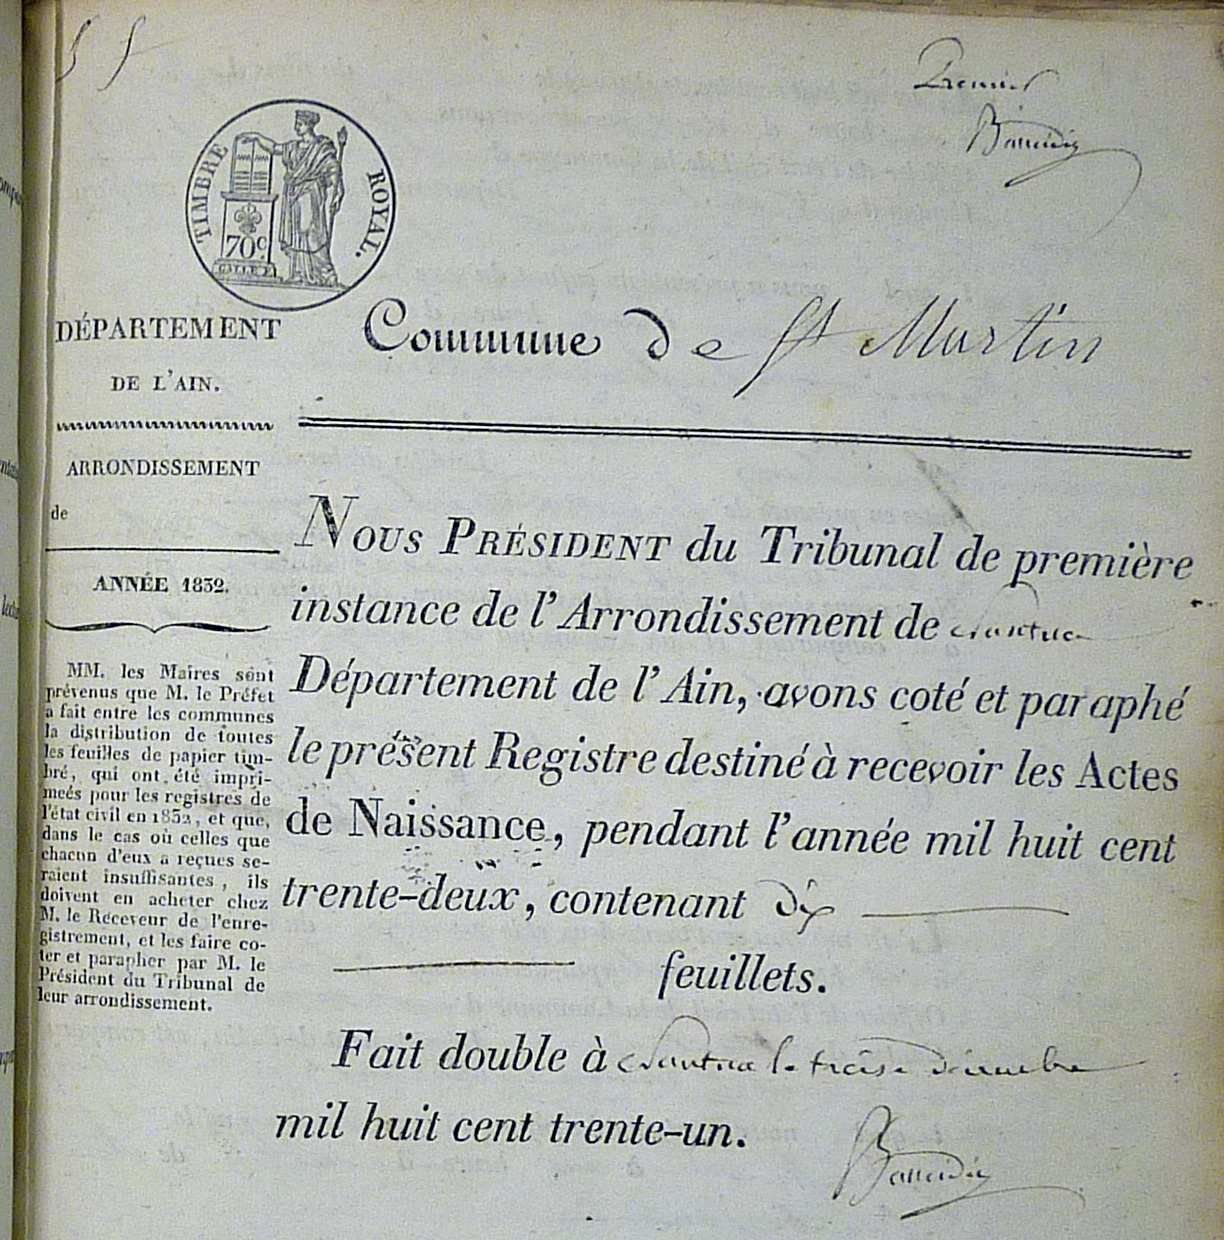 Premier
TIMBRE ROYAL.
70 C.
DÉPARTEMENT
DE L'AIN.
Commune de St Martin
ARRONDISSEMENT
de
ANNÉE 1832.
MM. les Maires sont
prévenus que M. le Préfet
a fait entre les communes
la distribution de toutes
les feuilles de papier tim-
bré, qui ont été impri-
meés pour les registres de
l'état civil en 1832, et que,
dans le cas où celles que
chacun d'eux a reçues se-
raient insuffisantes, ils
doivent en acheter chez
M. le Réceveur de l'enre-
gistrement, et les faire co-
ter et parapher par M. le
Président du Tribunal de
leur arrondissement.
NOUS PRÉSIDENT du Tribunal de première
instance de l'Arrondissement de Nantua
Département de l'Ain, avons coté et paraphé
le présent Registre destiné à recevoir les Actes
de Naissance, pendant l'année mil huit cent
trente-deux, contenant dix
feuillets.
Fait double à Nantua le treise décembre
mil huit cent trente-un.